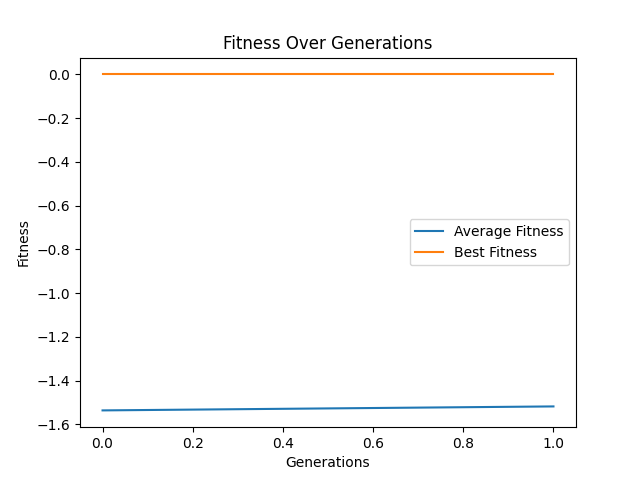 Fitness Over Generations
0.0
−0.2
−0.4
−0.6
−0.8
−1.0
−1.2
−1.4
−1.6
Fitness
Average Fitness
Best Fitness
0.0 0.2 0.4 0.6 0.8 1.0
Generations